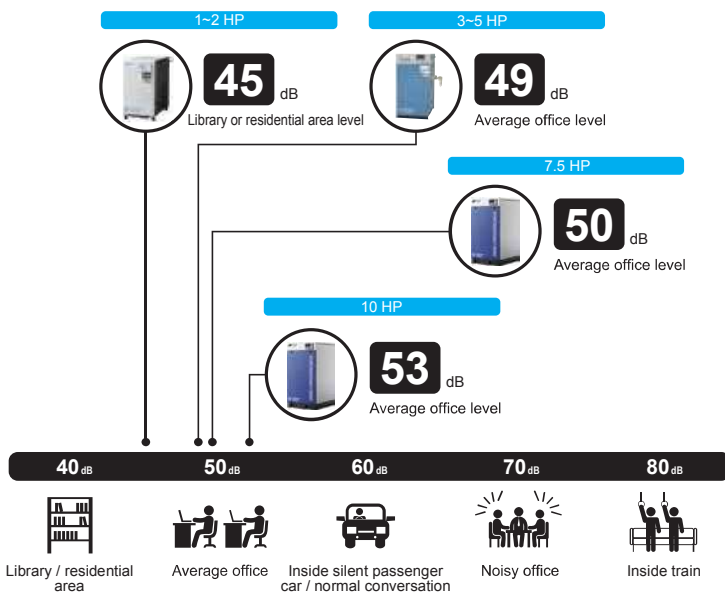 1~2 HP
3~5 HP
45 dB
Library or residential area level
49 dB
Average office level
7.5 HP
50 dB
Average office level
10 HP
53 dB
Average office level
40 dB 50 dB 60 dB 70 dB 80 dB
Library / residential
area
Average office
Inside silent passenger
car / normal conversation
Noisy office
Inside train